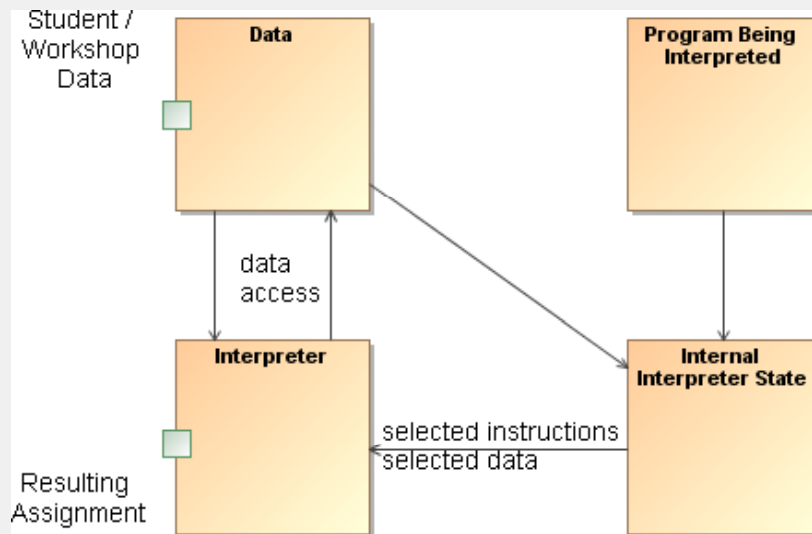 Student /
Workshop
Data
Data
Program Being
Interpreted
data
access
Interpreter
Internal
Interpreter State
selected instructions
selected data
Resulting
Assignment